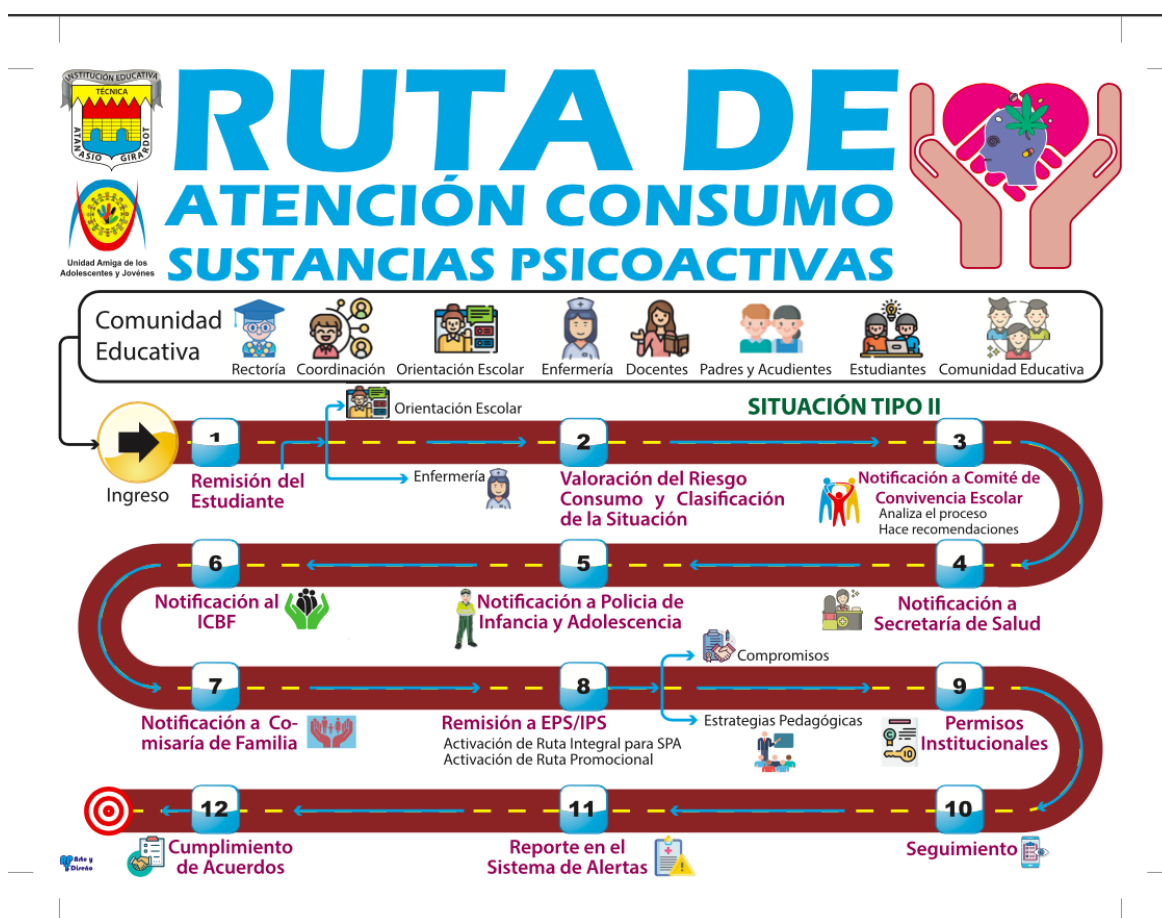 INSTITUCIÓN EDUCATIVA
TÉCNICA
ATANASIO GIRARDOT
Unidad Amiga de los
Adolescentes y Jovénes
RUTA DE
ATENCIÓN CONSUMO
SUSTANCIAS PSICOACTIVAS
Comunidad
Educativa
Rectoría
Coordinación
Orientación Escolar
Enfermería
Docentes
Padres y Acudientes
Estudiantes
Comunidad Educativa
Orientación Escolar
SITUACIÓN TIPO II
Ingreso
1
Remisión del
Estudiante
Enfermería
2
Valoración del Riesgo
Consumo y Clasificación
de la Situación
3
Notificación a Comité de
Convivencia Escolar
Analiza el proceso
Hace recomendaciones
4
Notificación a
Secretaría de Salud
5
Notificación a Policia de
Infancia y Adolescencia
6
Notificación al
ICBF
7
Notificación a Co-
misaría de Familia
8
Remisión a EPS/IPS
Activación de Ruta Integral para SPA
Activación de Ruta Promocional
Compromisos
Estrategias Pedagógicas
9
Permisos
Institucionales
10
Seguimiento
11
Reporte en el
Sistema de Alertas
12
Cumplimiento
de Acuerdos
Arte y
Diseño